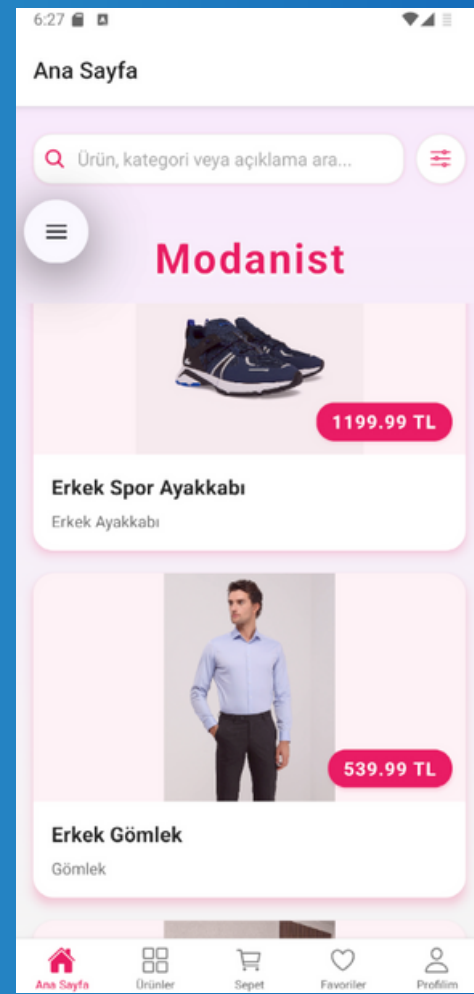 6:27
Ana Sayfa
Ürün, kategori veya açıklama ara...
Modanist
1199.99 TL
Erkek Spor Ayakkabı
Erkek Ayakkabı
539.99 TL
Erkek Gömlek
Gömlek
Ana Sayfa Ürünler Sepet Favoriler Profilim